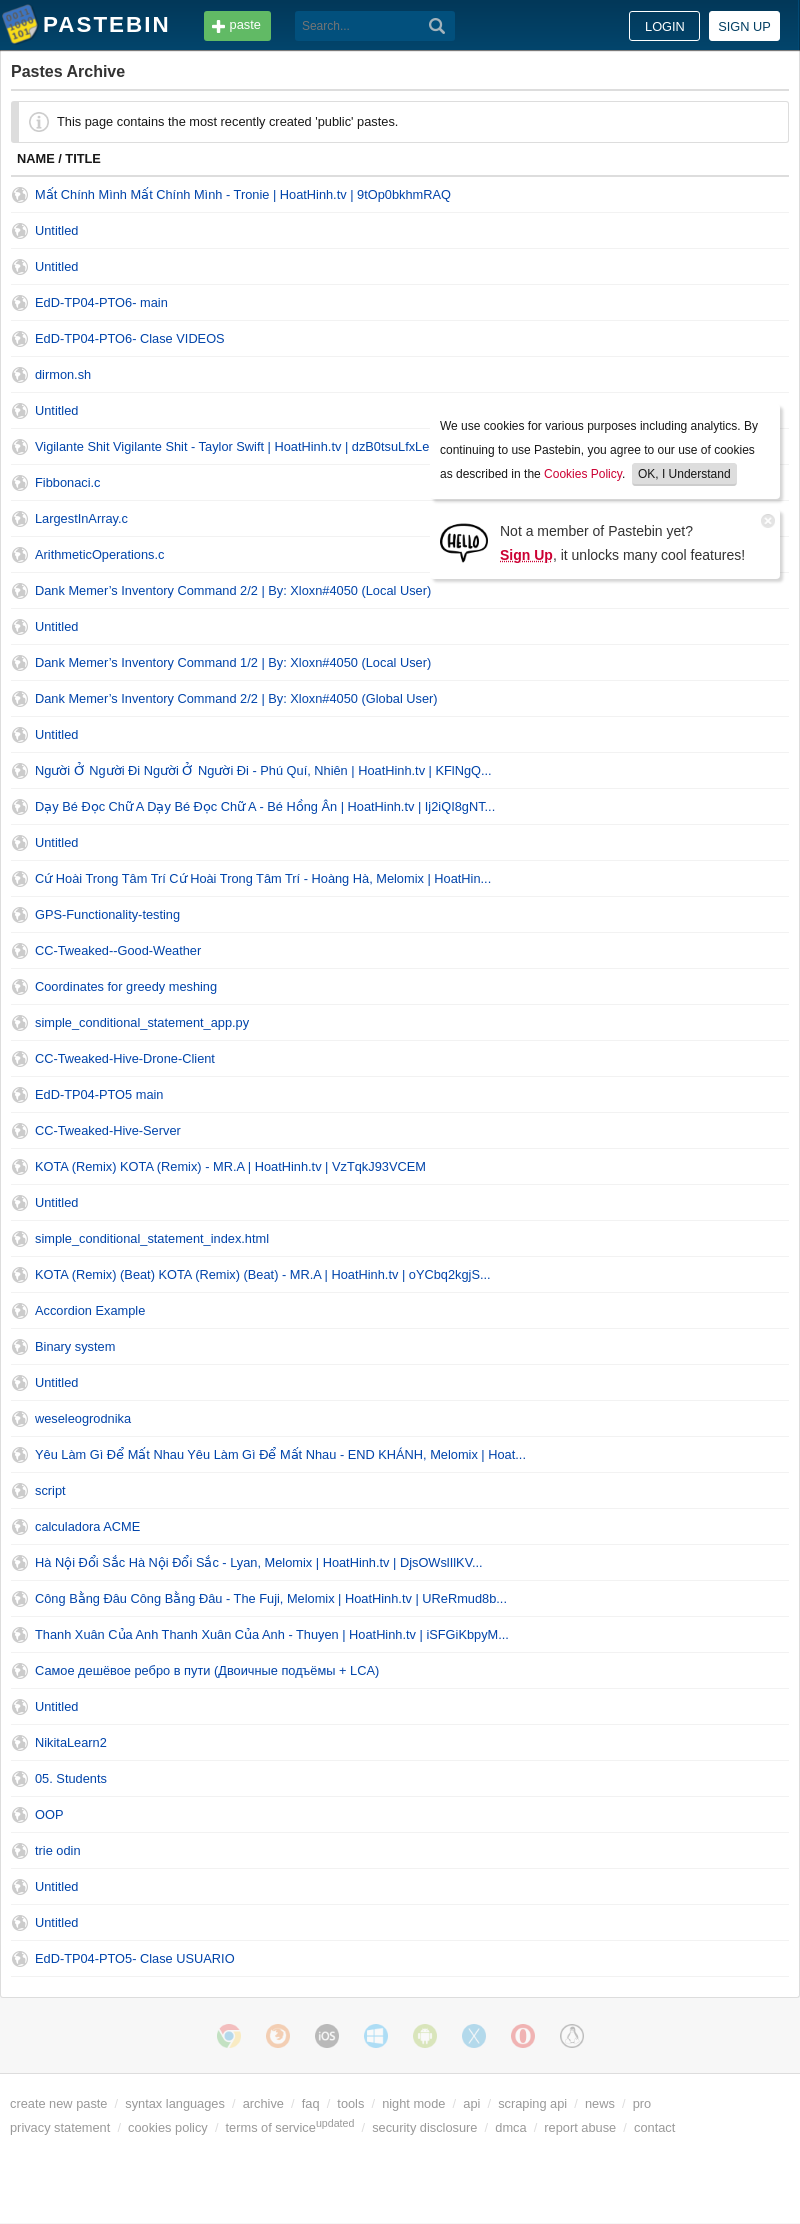 PASTEBIN
paste
Search...
LOGIN
SIGN UP
Pastes Archive
This page contains the most recently created 'public' pastes.
NAME / TITLE
Mất Chính Mình Mất Chính Mình - Tronie | HoatHinh.tv | 9tOp0bkhmRAQ
Untitled
Untitled
EdD-TP04-PTO6- main
EdD-TP04-PTO6- Clase VIDEOS
dirmon.sh
Untitled
Vigilante Shit Vigilante Shit - Taylor Swift | HoatHinh.tv | dzB0tsuLfxLe
Fibbonaci.c
LargestInArray.c
ArithmeticOperations.c
We use cookies for various purposes including analytics. By
continuing to use Pastebin, you agree to our use of cookies
as described in the Cookies Policy. OK, I Understand
HELLO
Not a member of Pastebin yet?
Sign Up, it unlocks many cool features!
Dank Memer’s Inventory Command 2/2 | By: Xloxn#4050 (Local User)
Untitled
Dank Memer’s Inventory Command 1/2 | By: Xloxn#4050 (Local User)
Dank Memer’s Inventory Command 2/2 | By: Xloxn#4050 (Global User)
Untitled
Người Ở Người Đi Người Ở Người Đi - Phú Quí, Nhiên | HoatHinh.tv | KFlNgQ...
Dạy Bé Đọc Chữ A Dạy Bé Đọc Chữ A - Bé Hồng Ân | HoatHinh.tv | Ij2iQI8gNT...
Untitled
Cứ Hoài Trong Tâm Trí Cứ Hoài Trong Tâm Trí - Hoàng Hà, Melomix | HoatHin...
GPS-Functionality-testing
CC-Tweaked--Good-Weather
Coordinates for greedy meshing
simple_conditional_statement_app.py
CC-Tweaked-Hive-Drone-Client
EdD-TP04-PTO5 main
CC-Tweaked-Hive-Server
KOTA (Remix) KOTA (Remix) - MR.A | HoatHinh.tv | VzTqkJ93VCEM
Untitled
simple_conditional_statement_index.html
KOTA (Remix) (Beat) KOTA (Remix) (Beat) - MR.A | HoatHinh.tv | oYCbq2kgjS...
Accordion Example
Binary system
Untitled
weseleogrodnika
Yêu Làm Gì Để Mất Nhau Yêu Làm Gì Để Mất Nhau - END KHÁNH, Melomix | Hoat...
script
calculadora ACME
Hà Nội Đổi Sắc Hà Nội Đổi Sắc - Lyan, Melomix | HoatHinh.tv | DjsOWslIlKV...
Công Bằng Đâu Công Bằng Đâu - The Fuji, Melomix | HoatHinh.tv | UReRmud8b...
Thanh Xuân Của Anh Thanh Xuân Của Anh - Thuyen | HoatHinh.tv | iSFGiKbpyM...
Самое дешёвое ребро в пути (Двоичные подъёмы + LCA)
Untitled
NikitaLearn2
05. Students
OOP
trie odin
Untitled
Untitled
EdD-TP04-PTO5- Clase USUARIO
iOS
create new paste / syntax languages / archive / faq / tools / night mode / api / scraping api / news / pro
privacy statement / cookies policy / terms of serviceupdated / security disclosure / dmca / report abuse / contact